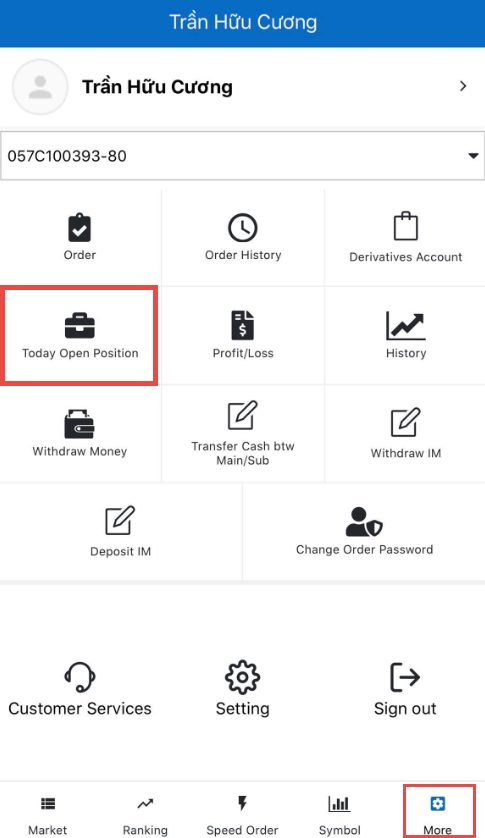 Trần Hữu Cương
Trần Hữu Cương
057C100393-80
Order
Order History
Derivatives Account
Today Open Position
Profit/Loss
History
Withdraw Money
Transfer Cash btw
Main/Sub
Withdraw IM
Deposit IM
Change Order Password
Customer Services
Setting
Sign out
Market
Ranking
Speed Order
Symbol
More